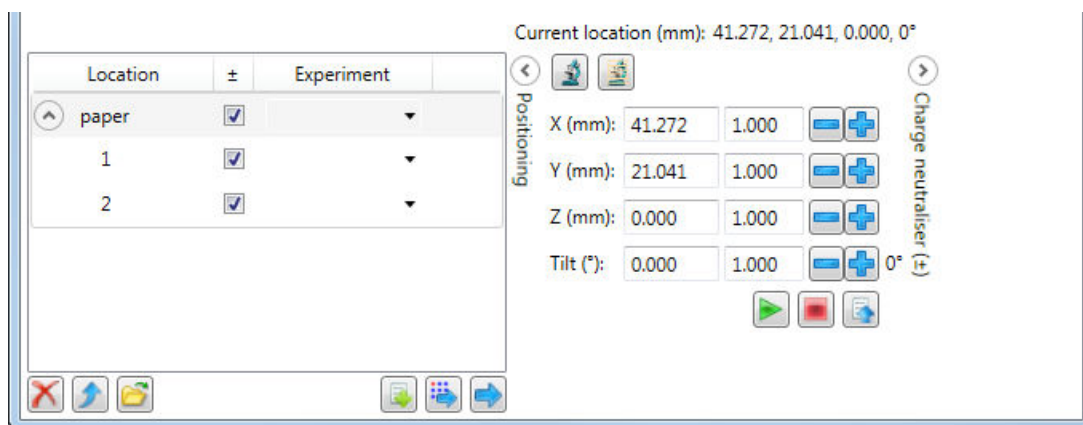 Current location (mm): 41.272, 21.041, 0.000, 0°
Location ± Experiment
paper
1
2
Positioning
X (mm): 41.272 1.000
Y (mm): 21.041 1.000
Z (mm): 0.000 1.000
Tilt (°): 0.000 1.000 0°
Charge neutraliser (±)